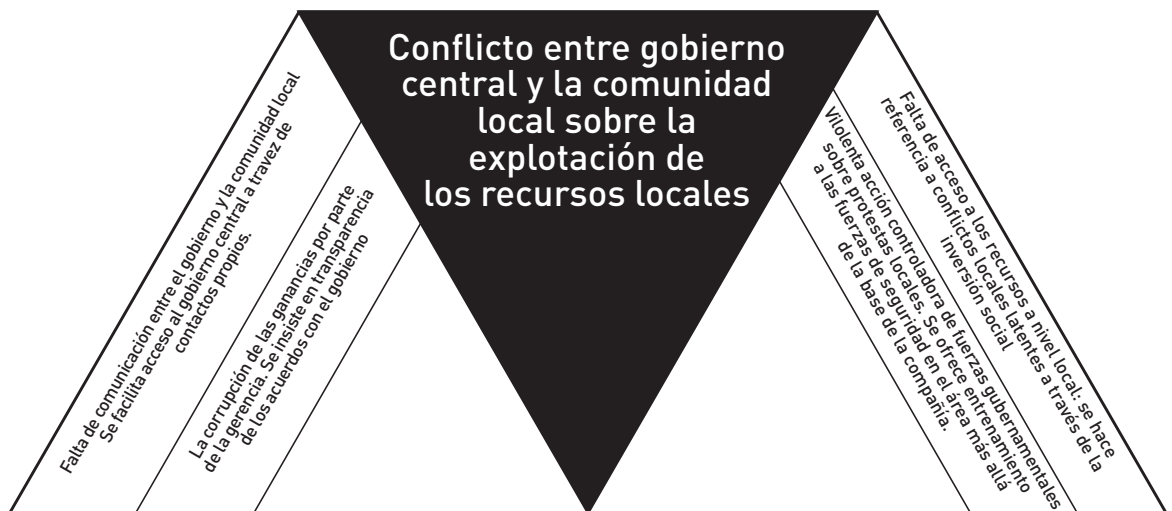 Conflicto entre gobierno
central y la comunidad
local sobre la
explotación de
los recursos locales
Falta de comunicación entre el gobierno y la comunidad local
Se facilita acceso al gobierno central a travez de
contactos propios.
La corrupción de las ganancias por parte
de la gerencia. Se insiste en transparencia
de los acuerdos con el gobierno
Vilolenta acción controladora de fuerzas gubernamentales
sobre protestas locales. Se ofrece entrenamiento
a las fuerzas de seguridad en el área más allá
de la base de la compañía.
Falta de acceso a los recursos a nivel local: se hace
referencia a conflictos locales latentes a través de la
inversión social